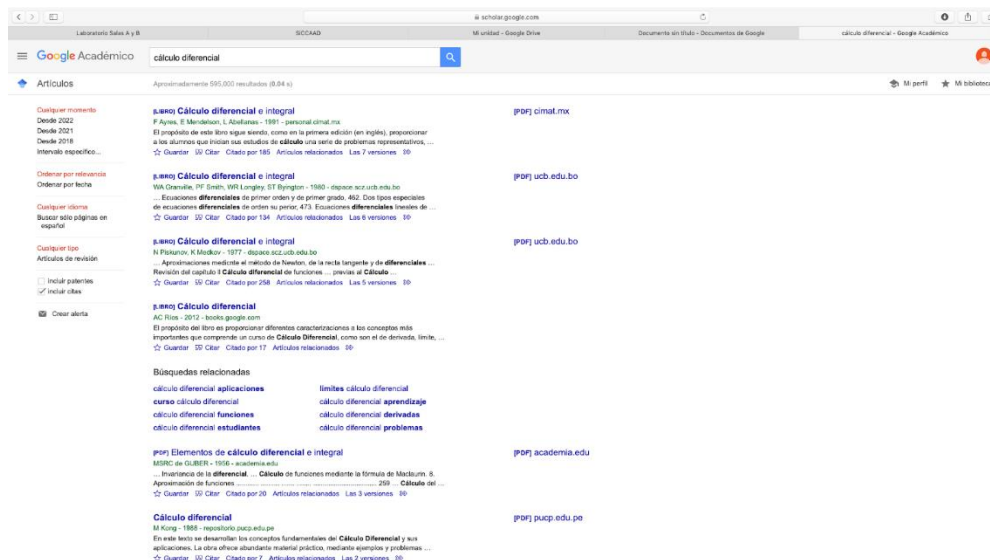 scholar.google.com
Laboratorio Sales A y B
SICCAAD
Mi unidad – Google Drive
Documento sin título – Documentos de Google
cálculo diferencial – Google Académico
Google Académico
cálculo diferencial
Artículos
Aproximadamente 595,000 resultados (0.04 s)
Mi perfil
Mi biblioteca
Cualquier momento
Desde 2022
Desde 2021
Desde 2018
Intervalo específico...
Ordenar por relevancia
Ordenar por fecha
Cualquier idioma
Buscar sólo páginas en
español
Cualquier tipo
Artículos de revisión
incluir patentes
incluir citas
Crear alerta
[LIBRO] Cálculo diferencial e integral
F Ayres, E Mendelson, L Abellanas - 1991 - personal.cimat.mx
El propósito de este libro sigue siendo, como en la primera edición (en inglés), proporcionar
a los alumnos que inician sus estudios de cálculo una serie de problemas representativos, ...
Guardar Citar Citado por 185 Artículos relacionados Las 7 versiones
[PDF] cimat.mx
[LIBRO] Cálculo diferencial e integral
WA Granville, PF Smith, WR Longley, ST Byington - 1980 - dspace.scz.ucb.edu.bo
... Ecuaciones diferenciales de primer orden y de primer grado, 462. Dos tipos especiales
de ecuaciones diferenciales de orden su perior, 473. Ecuaciones diferenciales lineales de ...
Guardar Citar Citado por 134 Artículos relacionados Las 6 versiones
[PDF] ucb.edu.bo
[LIBRO] Cálculo diferencial e integral
N Piskunov, K Medkov - 1977 - dspace.scz.ucb.edu.bo
... Aproximaciones mediante el método de Newton, de la recta tangente y de diferenciales ...
Revisión del capítulo II Cálculo diferencial de funciones ... previas al Cálculo ...
Guardar Citar Citado por 258 Artículos relacionados Las 5 versiones
[PDF] ucb.edu.bo
[LIBRO] Cálculo diferencial
AC Ríos - 2012 - books.google.com
El propósito del libro es proporcionar diferentes caracterizaciones a los conceptos más
importantes que comprende un curso de Cálculo Diferencial, como son el de derivada, límite, ...
Guardar Citar Citado por 17 Artículos relacionados
Búsquedas relacionadas
cálculo diferencial aplicaciones
límites cálculo diferencial
curso cálculo diferencial
cálculo diferencial aprendizaje
cálculo diferencial funciones
cálculo diferencial derivadas
cálculo diferencial estudiantes
cálculo diferencial problemas
[PDF] Elementos de cálculo diferencial e integral
MSRC de GUBER - 1956 - academia.edu
... Invariancia de la diferencial. ... Cálculo de funciones mediante la fórmula de Maclaurin. 8.
Aproximación de funciones ................................................ 259 ... Cálculo del ...
Guardar Citar Citado por 20 Artículos relacionados Las 3 versiones
[PDF] academia.edu
Cálculo diferencial
M Kong - 1988 - repositorio.pucp.edu.pe
En este texto se desarrollan los conceptos fundamentales del Cálculo Diferencial y sus
aplicaciones. La obra ofrece abundante material práctico, mediante ejemplos y problemas ...
Guardar Citar Citado por 7 Artículos relacionados Las 2 versiones
[PDF] pucp.edu.pe